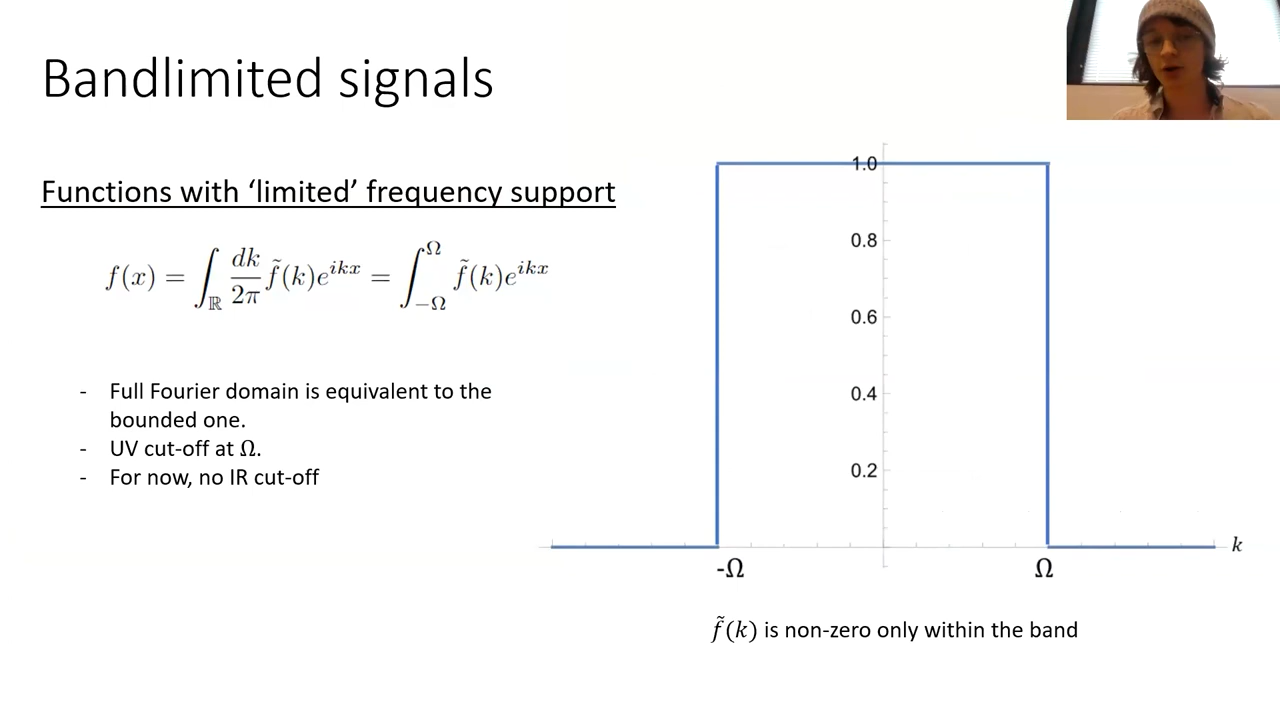 Bandlimited signals
Functions with ‘limited’ frequency support
f(x) = ∫_ℝ dk/2π f̃(k)e^{ikx} = ∫_{-Ω}^{Ω} f̃(k)e^{ikx}
- Full Fourier domain is equivalent to the
bounded one.
- UV cut-off at Ω.
- For now, no IR cut-off
1.0
0.8
0.6
0.4
0.2
k
-Ω
Ω
f̃(k) is non-zero only within the band